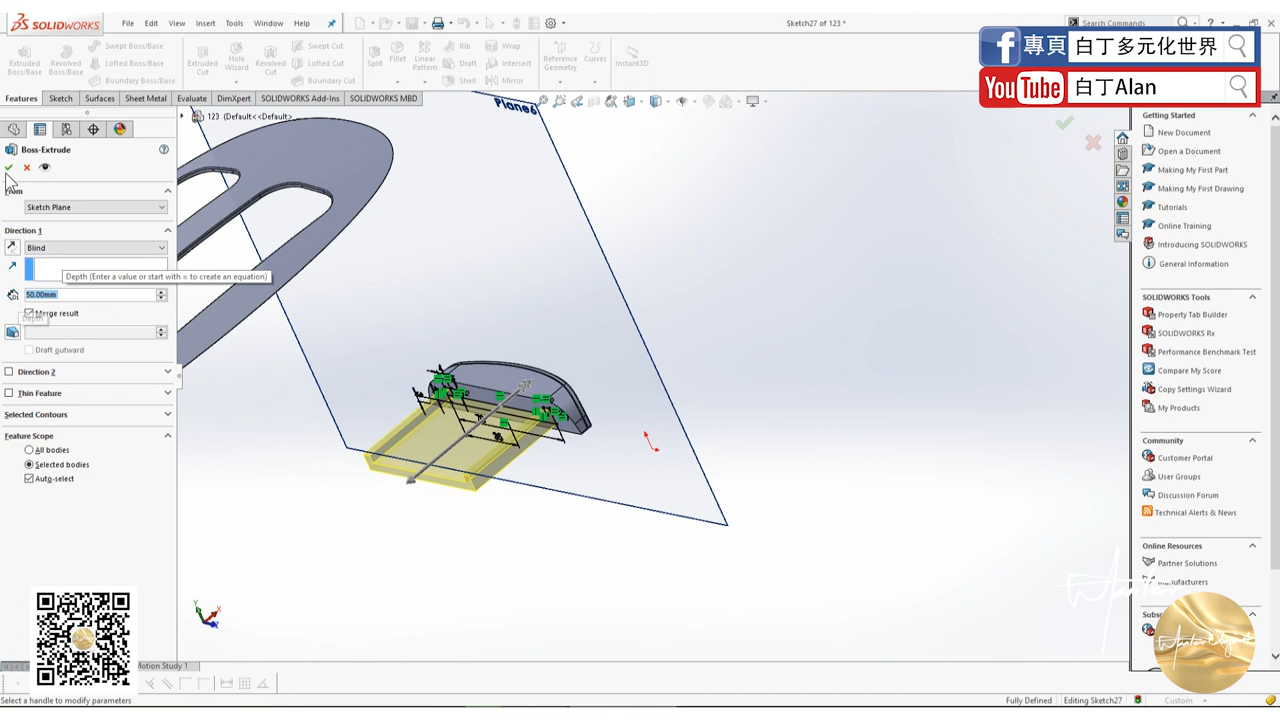 SOLIDWORKS
File Edit View Insert Tools Window Help
Sketch27 of 123 *
Search Commands
專頁 白丁多元化世界
YouTube 白丁Alan
Extruded Boss/Base
Revolved Boss/Base
Swept Boss/Base
Lofted Boss/Base
Boundary Boss/Base
Extruded Cut
Hole Wizard
Revolved Cut
Swept Cut
Lofted Cut
Boundary Cut
Split
Fillet
Linear Pattern
Rib
Draft
Shell
Wrap
Intersect
Mirror
Reference Geometry
Curves
Instant3D
Features Sketch Surfaces Sheet Metal Evaluate DimXpert SOLIDWORKS Add-Ins SOLIDWORKS MBD
123 (Default<<Default>
Plane6
Boss-Extrude
From
Sketch Plane
Direction 1
Blind
Depth (Enter a value or start with = to create an equation)
50.00mm
Merge result
Depth
Draft outward
Direction 2
Thin Feature
Selected Contours
Feature Scope
All bodies
Selected bodies
Auto-select
Getting Started
New Document
Open a Document
Making My First Part
Making My First Drawing
Tutorials
Online Training
Introducing SOLIDWORKS
General Information
SOLIDWORKS Tools
Property Tab Builder
SOLIDWORKS Rx
Performance Benchmark Test
Compare My Score
Copy Settings Wizard
My Products
Community
Customer Portal
User Groups
Discussion Forum
Technical Alerts & News
Online Resources
Partner Solutions
Manufacturers
Motion Study 1
Select a handle to modify parameters
Fully Defined
Editing Sketch27
Custom